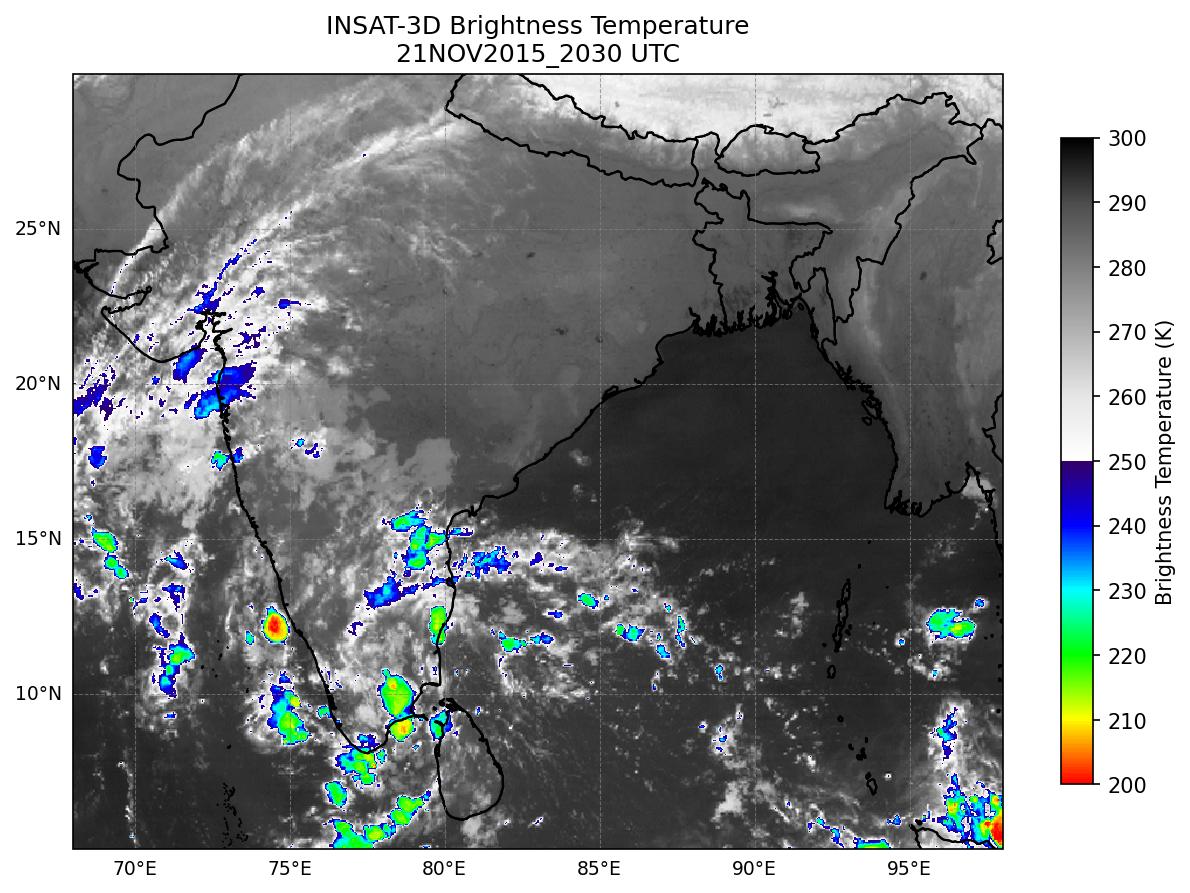 INSAT-3D Brightness Temperature
21NOV2015_2030 UTC
25°N
20°N
15°N
10°N
70°E
75°E
80°E
85°E
90°E
95°E
300
290
280
270
260
250
240
230
220
210
200
Brightness Temperature (K)